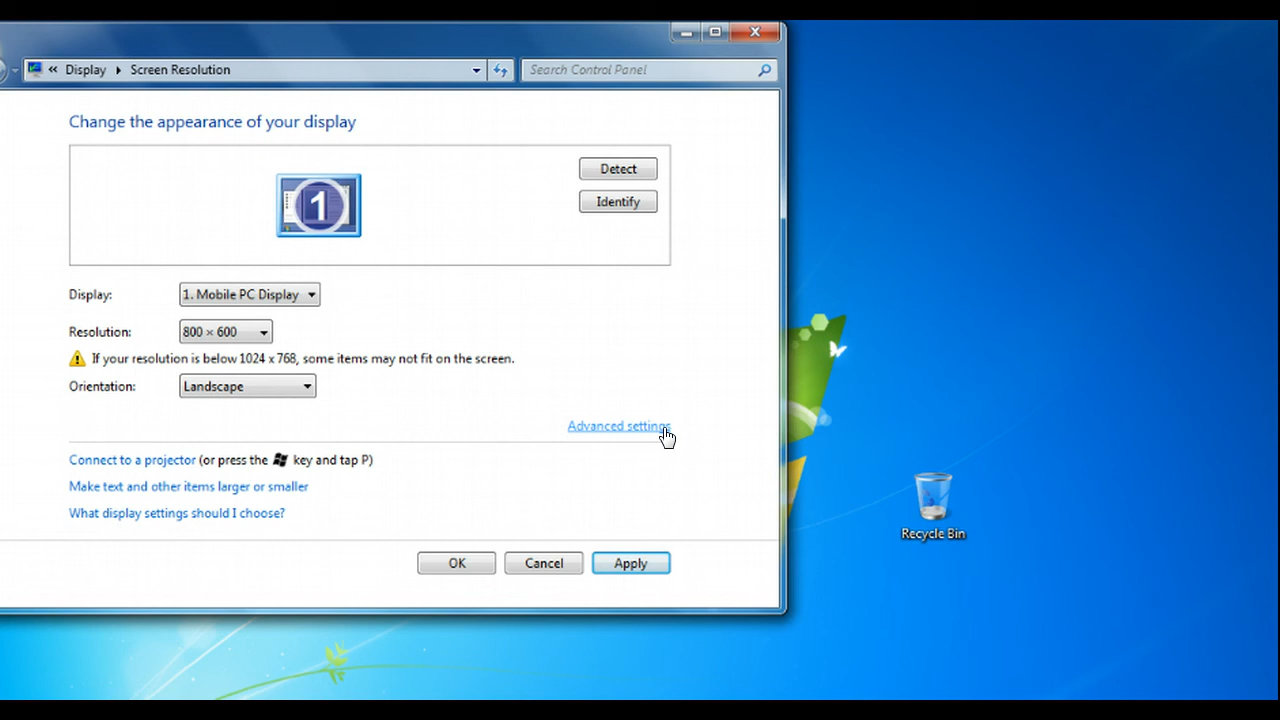 « Display ▸ Screen Resolution
Search Control Panel
Change the appearance of your display
1
Detect
Identify
Display: 1. Mobile PC Display
Resolution: 800 × 600
If your resolution is below 1024 x 768, some items may not fit on the screen.
Orientation: Landscape
Advanced settings
Connect to a projector (or press the key and tap P)
Make text and other items larger or smaller
What display settings should I choose?
OK Cancel Apply
Recycle Bin